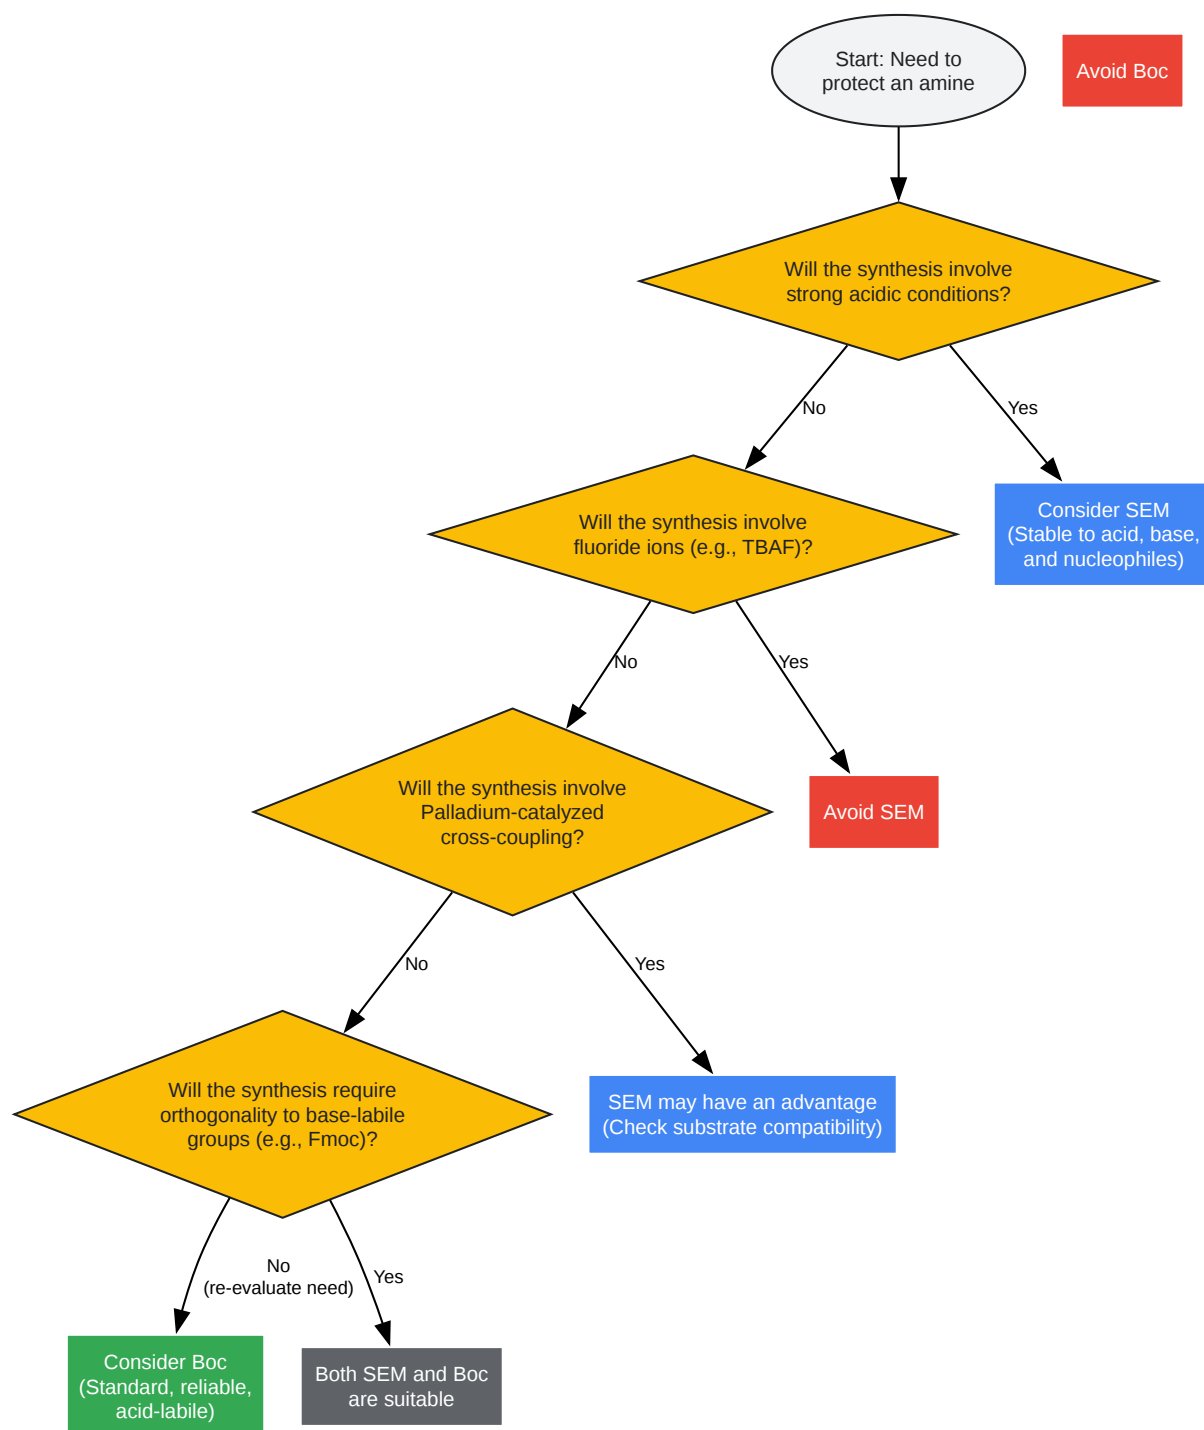 Start: Need to
protect an amine
Avoid Boc
Will the synthesis involve
strong acidic conditions?
No
Yes
Will the synthesis involve
fluoride ions (e.g., TBAF)?
Consider SEM
(Stable to acid, base,
and nucleophiles)
No
Yes
Will the synthesis involve
Palladium-catalyzed
cross-coupling?
Avoid SEM
No
Yes
Will the synthesis require
orthogonality to base-labile
groups (e.g., Fmoc)?
SEM may have an advantage
(Check substrate compatibility)
No
(re-evaluate need)
Yes
Consider Boc
(Standard, reliable,
acid-labile)
Both SEM and Boc
are suitable